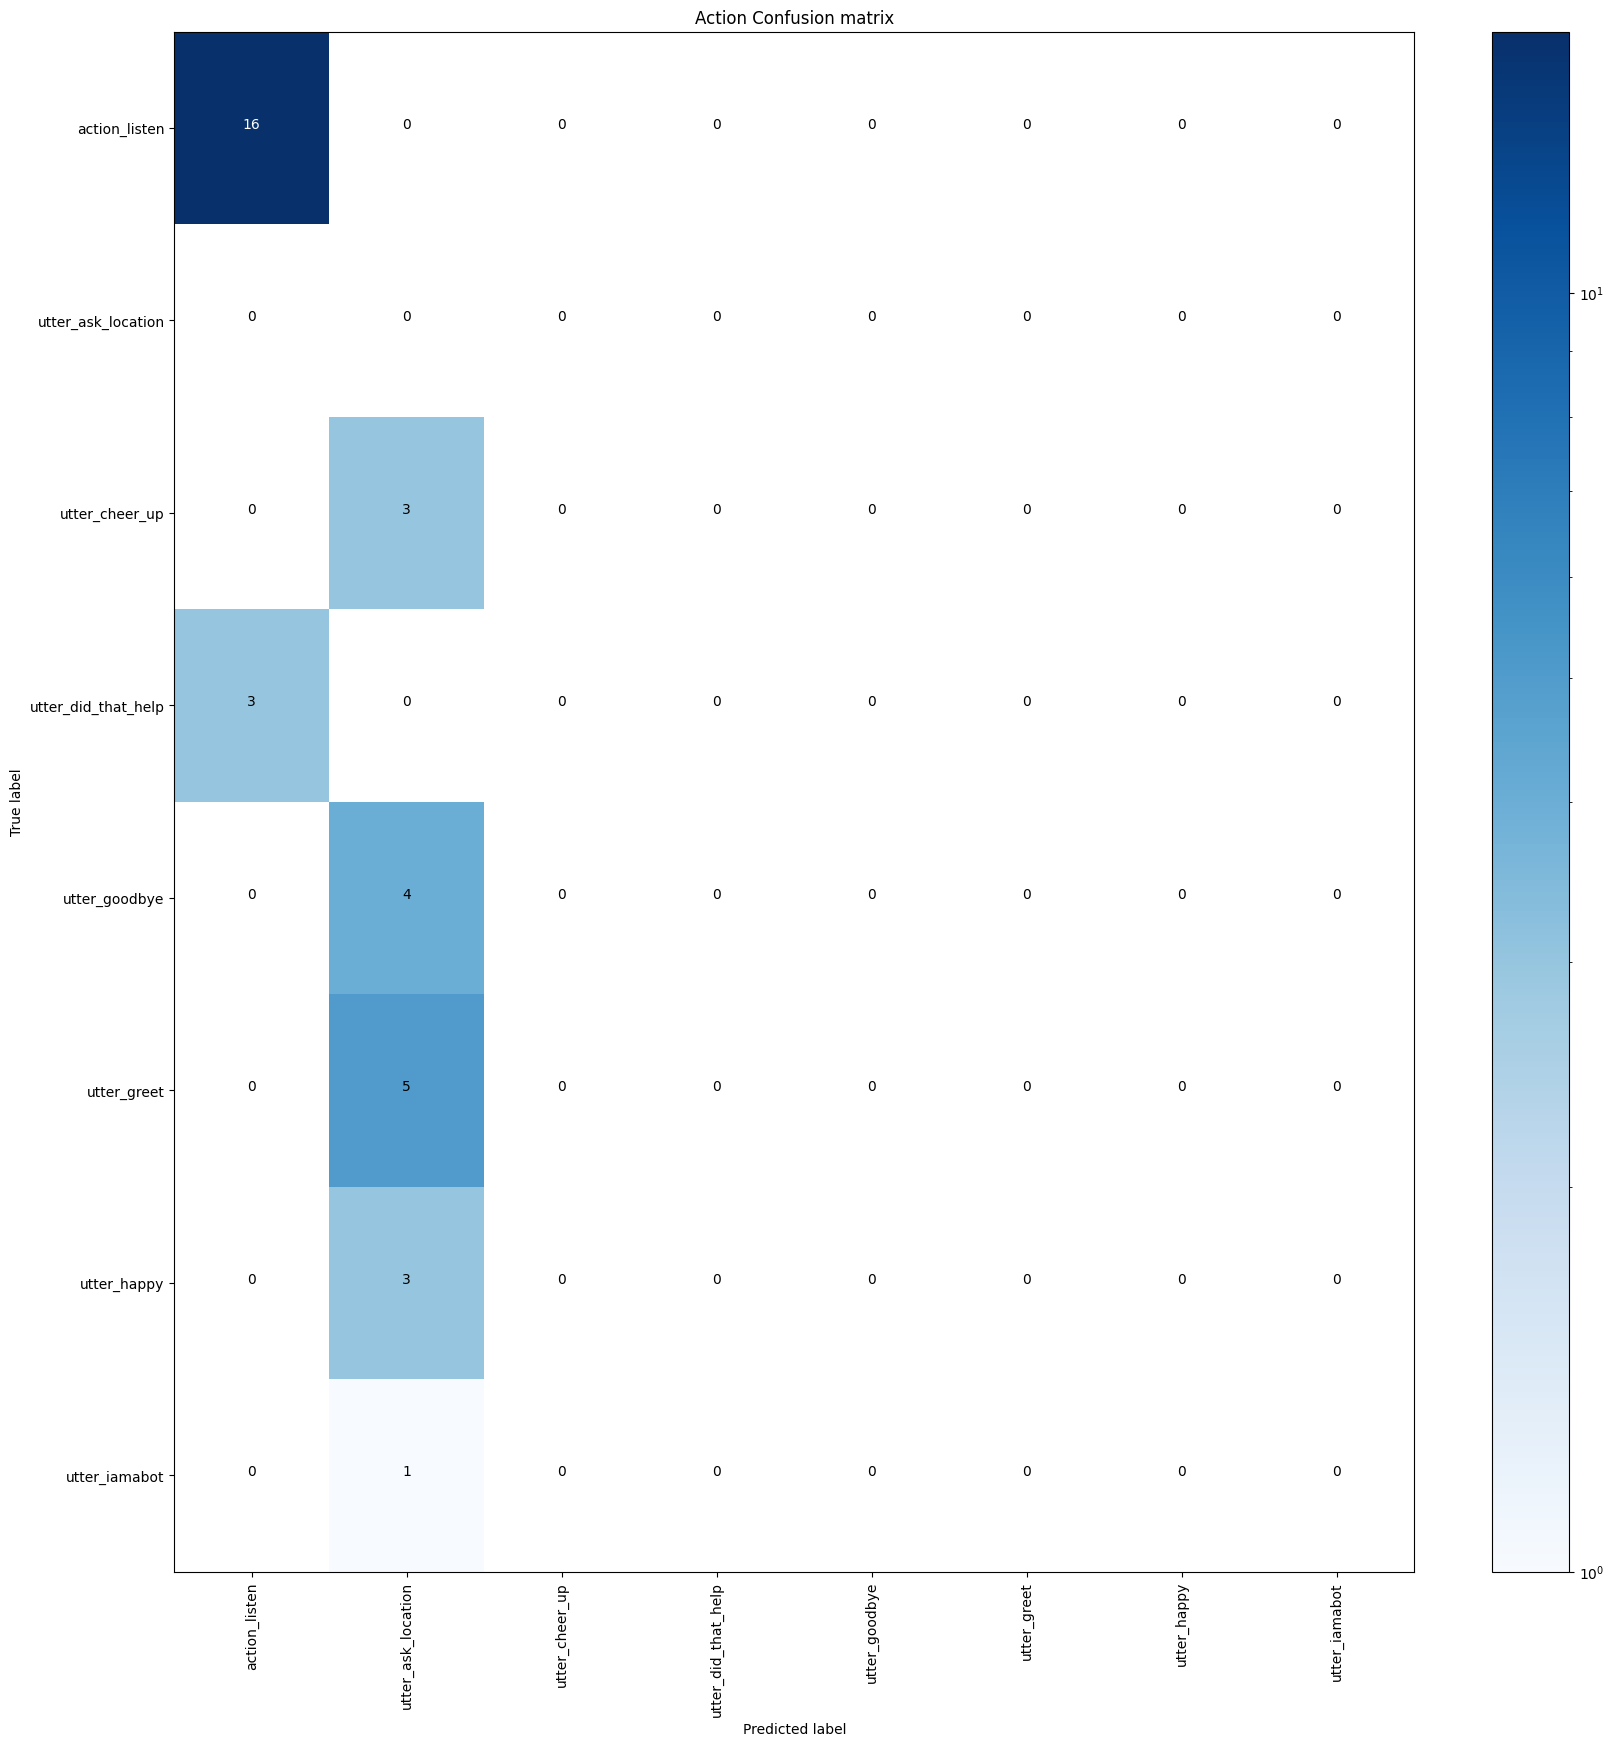 Action Confusion matrix
action_listen 16 0 0 0 0 0 0 0
utter_ask_location 0 0 0 0 0 0 0 0
utter_cheer_up 0 3 0 0 0 0 0 0
utter_did_that_help 3 0 0 0 0 0 0 0
utter_goodbye 0 4 0 0 0 0 0 0
utter_greet 0 5 0 0 0 0 0 0
utter_happy 0 3 0 0 0 0 0 0
utter_iamabot 0 1 0 0 0 0 0 0
True label
action_listen
utter_ask_location
utter_cheer_up
utter_did_that_help
utter_goodbye
utter_greet
utter_happy
utter_iamabot
Predicted label
10¹
10⁰